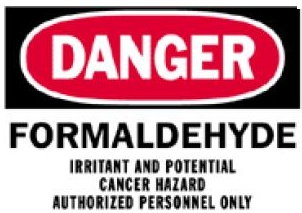 DANGER
FORMALDEHYDE
IRRITANT AND POTENTIAL
CANCER HAZARD
AUTHORIZED PERSONNEL ONLY